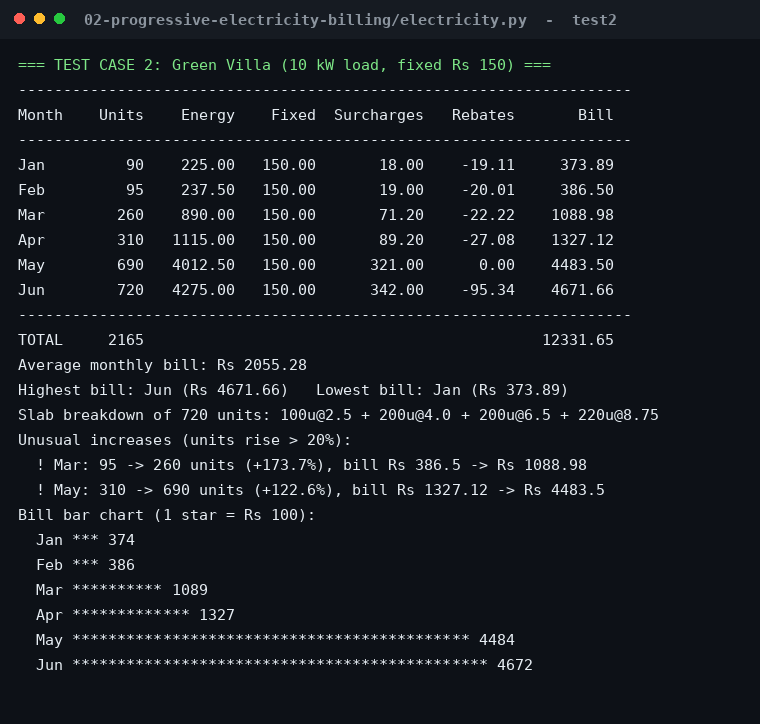 02-progressive-electricity-billing/electricity.py  -  test2
=== TEST CASE 2: Green Villa (10 kW load, fixed Rs 150) ===
--------------------------------------------------------------------
Month    Units    Energy    Fixed  Surcharges   Rebates       Bill
--------------------------------------------------------------------
Jan         90    225.00   150.00       18.00    -19.11     373.89
Feb         95    237.50   150.00       19.00    -20.01     386.50
Mar        260    890.00   150.00       71.20    -22.22    1088.98
Apr        310   1115.00   150.00       89.20    -27.08    1327.12
May        690   4012.50   150.00      321.00      0.00    4483.50
Jun        720   4275.00   150.00      342.00    -95.34    4671.66
--------------------------------------------------------------------
TOTAL     2165                                            12331.65
Average monthly bill: Rs 2055.28
Highest bill: Jun (Rs 4671.66)   Lowest bill: Jan (Rs 373.89)
Slab breakdown of 720 units: 100u@2.5 + 200u@4.0 + 200u@6.5 + 220u@8.75
Unusual increases (units rise > 20%):
  ! Mar: 95 -> 260 units (+173.7%), bill Rs 386.5 -> Rs 1088.98
  ! May: 310 -> 690 units (+122.6%), bill Rs 1327.12 -> Rs 4483.5
Bill bar chart (1 star = Rs 100):
  Jan *** 374
  Feb *** 386
  Mar ********** 1089
  Apr ************* 1327
  May ******************************************** 4484
  Jun ********************************************** 4672